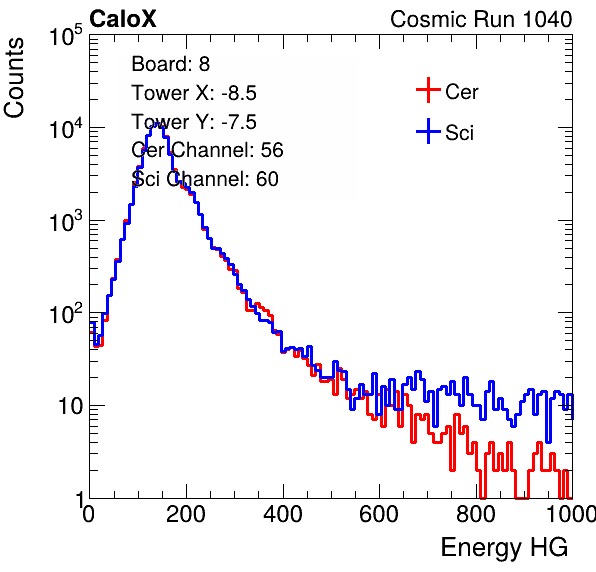 CaloX Cosmic Run 1040
Counts
Board: 8
Tower X: -8.5
Tower Y: -7.5
Cer Channel: 56
Sci Channel: 60
Cer
Sci
10^5
10^4
10^3
10^2
10
1
0 200 400 600 800 1000
Energy HG